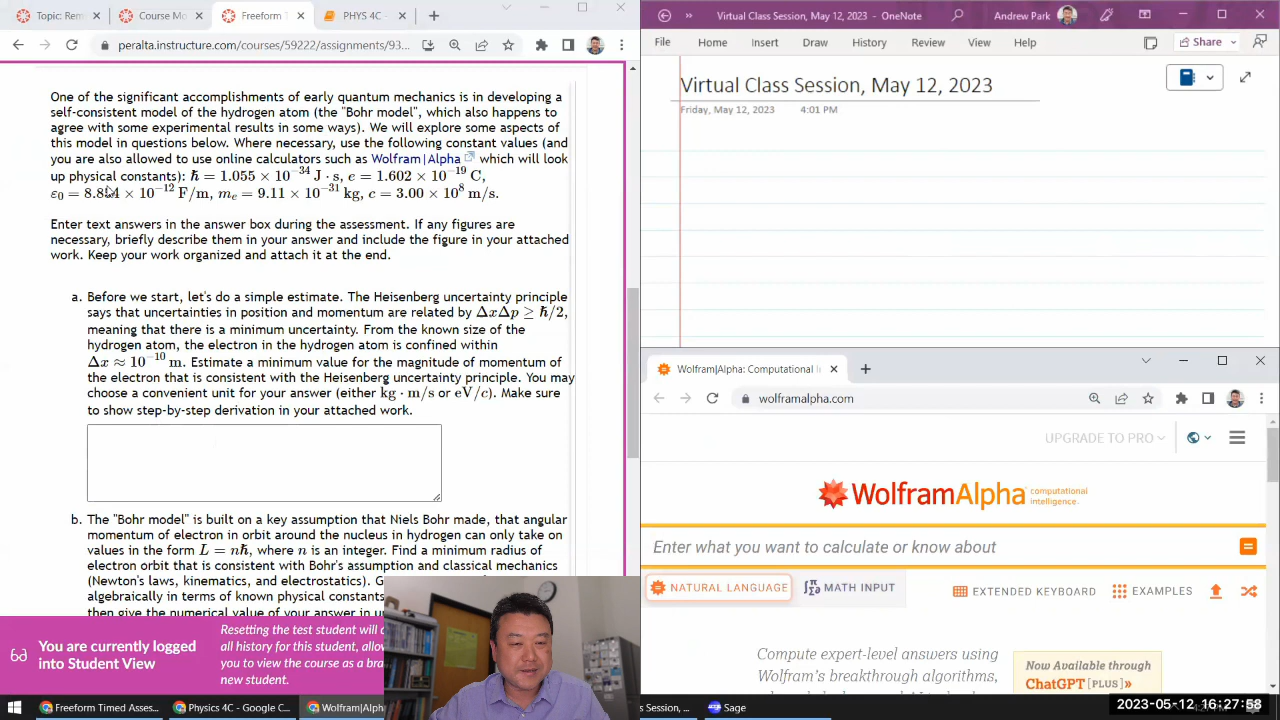 Topic Rem
Course Mo
Freeform T
PHYS 4C -
peralta.instructure.com/courses/59222/assignments/93...
One of the significant accomplishments of early quantum mechanics is in developing a
self-consistent model of the hydrogen atom (the "Bohr model", which also happens to
agree with some experimental results in some ways). We will explore some aspects of
this model in questions below. Where necessary, use the following constant values (and
you are also allowed to use online calculators such as Wolfram|Alpha which will look
up physical constants): ℏ = 1.055 × 10⁻³⁴ J · s, e = 1.602 × 10⁻¹⁹ C,
ε₀ = 8.854 × 10⁻¹² F/m, mₑ = 9.11 × 10⁻³¹ kg, c = 3.00 × 10⁸ m/s.
Enter text answers in the answer box during the assessment. If any figures are
necessary, briefly describe them in your answer and include the figure in your attached
work. Keep your work organized and attach it at the end.
a. Before we start, let's do a simple estimate. The Heisenberg uncertainty principle
says that uncertainties in position and momentum are related by ΔxΔp ≥ ℏ/2,
meaning that there is a minimum uncertainty. From the known size of the
hydrogen atom, the electron in the hydrogen atom is confined within
Δx ≈ 10⁻¹⁰ m. Estimate a minimum value for the magnitude of momentum of
the electron that is consistent with the Heisenberg uncertainty principle. You may
choose a convenient unit for your answer (either kg · m/s or eV/c). Make sure
to show step-by-step derivation in your attached work.
b. The "Bohr model" is built on a key assumption that Niels Bohr made, that angular
momentum of electron in orbit around the nucleus in hydrogen can only take on
values in the form L = nℏ, where n is an integer. Find a minimum radius of
electron orbit that is consistent with Bohr's assumption and classical mechanics
(Newton's laws, kinematics, and electrostatics). G
algebraically in terms of known physical constants
then give the numerical value of your answer in u
You are currently logged
into Student View
Resetting the test student will c
all history for this student, allow
you to view the course as a bra
new student.
Freeform Timed Asses...
Physics 4C - Google C...
Wolfram|Alpha
Session, ...
Sage
Virtual Class Session, May 12, 2023 - OneNote
Andrew Park
File Home Insert Draw History Review View Help Share
Virtual Class Session, May 12, 2023
Friday, May 12, 2023 4:01 PM
Wolfram|Alpha: Computational I
wolframalpha.com
UPGRADE TO PRO
WolframAlpha computational
intelligence.
Enter what you want to calculate or know about
NATURAL LANGUAGE MATH INPUT EXTENDED KEYBOARD EXAMPLES
Compute expert-level answers using
Wolfram's breakthrough algorithms,
Now Available through
ChatGPT [PLUS]»
2023-05-12 16:27:58